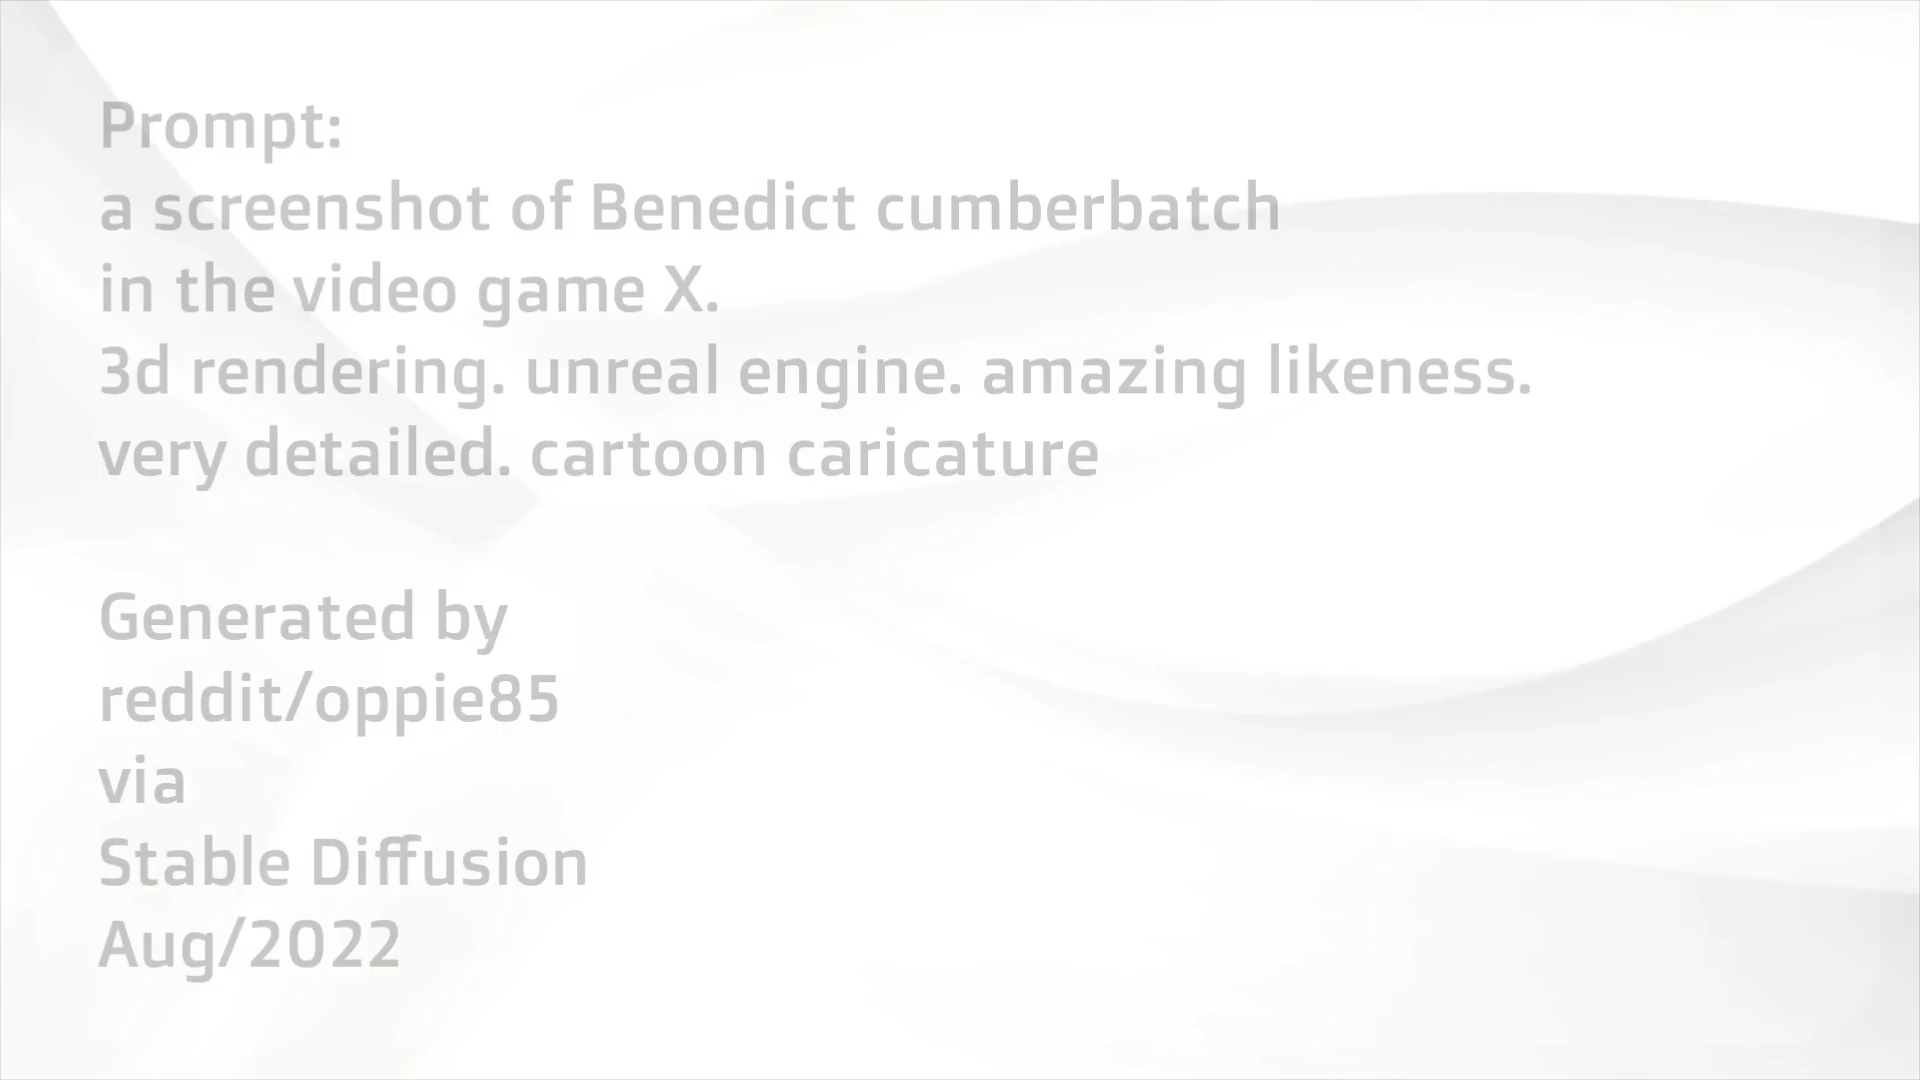 Prompt:
a screenshot of Benedict cumberbatch
in the video game X.
3d rendering. unreal engine. amazing likeness.
very detailed. cartoon caricature
Generated by
reddit/oppie85
via
Stable Diffusion
Aug/2022